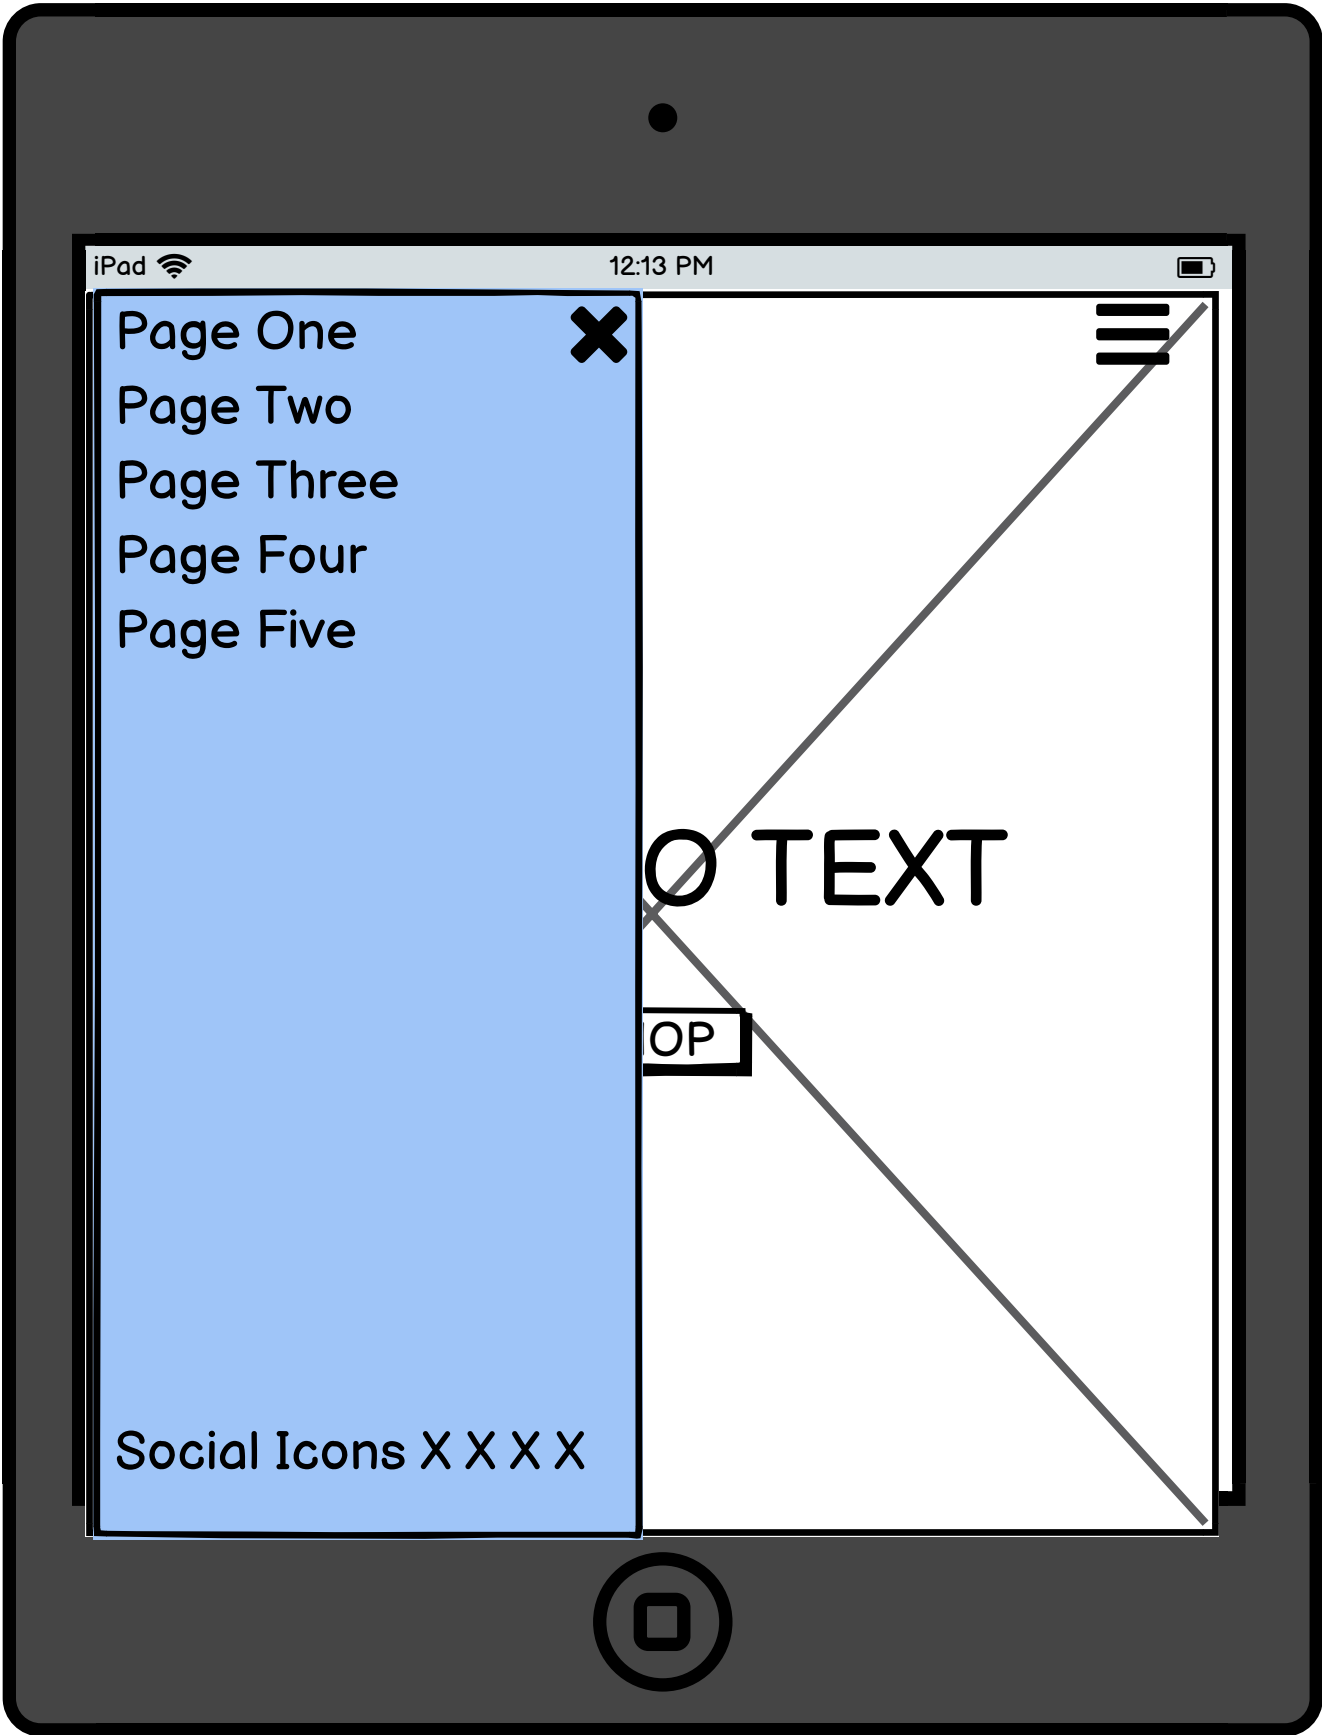 iPad 12:13 PM
Page One
Page Two
Page Three
Page Four
Page Five
O TEXT
OP
Social Icons X X X X